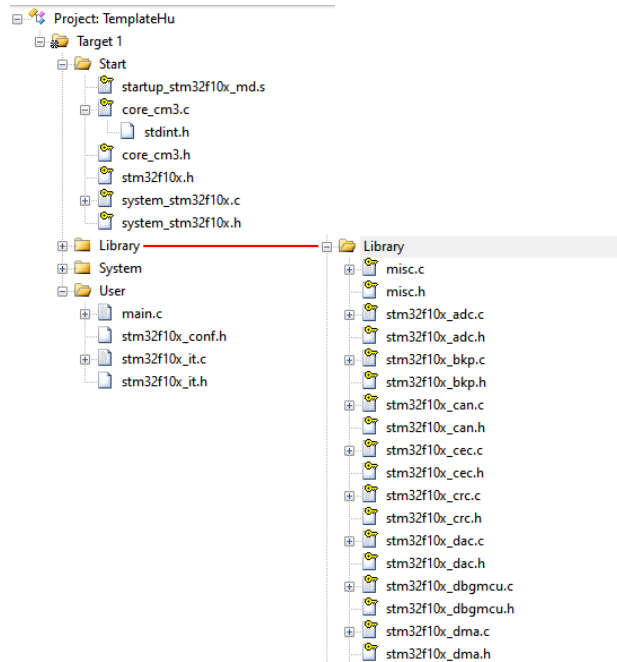 Project: TemplateHu
Target 1
Start
startup_stm32f10x_md.s
core_cm3.c
stdint.h
core_cm3.h
stm32f10x.h
system_stm32f10x.c
system_stm32f10x.h
Library
System
User
main.c
stm32f10x_conf.h
stm32f10x_it.c
stm32f10x_it.h
Library
misc.c
misc.h
stm32f10x_adc.c
stm32f10x_adc.h
stm32f10x_bkp.c
stm32f10x_bkp.h
stm32f10x_can.c
stm32f10x_can.h
stm32f10x_cec.c
stm32f10x_cec.h
stm32f10x_crc.c
stm32f10x_crc.h
stm32f10x_dac.c
stm32f10x_dac.h
stm32f10x_dbgmcu.c
stm32f10x_dbgmcu.h
stm32f10x_dma.c
stm32f10x_dma.h